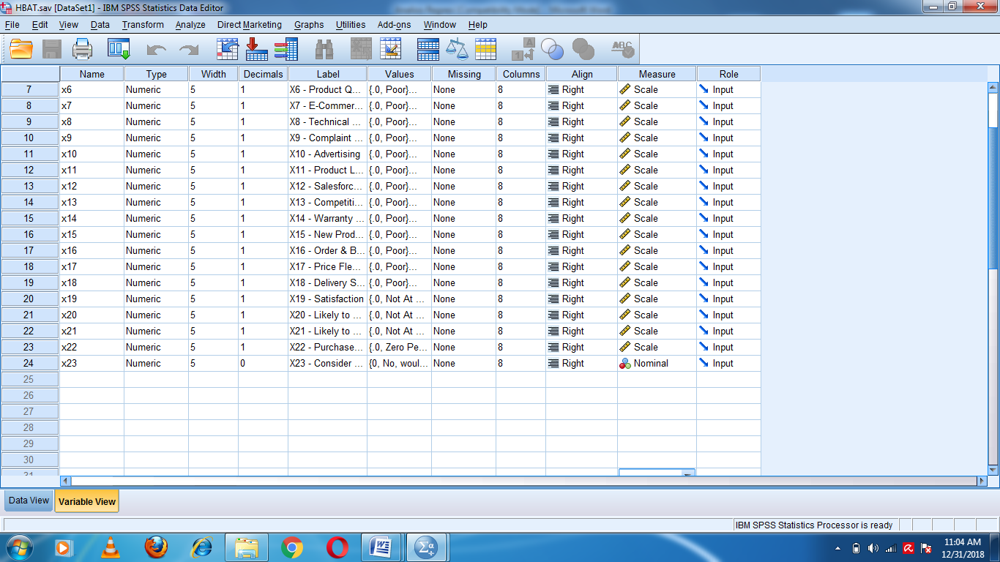 HBAT.sav [DataSet1] - IBM SPSS Statistics Data Editor
File Edit View Data Transform Analyze Direct Marketing Graphs Utilities Add-ons Window Help
Name Type Width Decimals Label Values Missing Columns Align Measure Role
7 x6 Numeric 5 1 X6 - Product Q... {.0, Poor}... None 8 Right Scale Input
8 x7 Numeric 5 1 X7 - E-Commer... {.0, Poor}... None 8 Right Scale Input
9 x8 Numeric 5 1 X8 - Technical ... {.0, Poor}... None 8 Right Scale Input
10 x9 Numeric 5 1 X9 - Complaint ... {.0, Poor}... None 8 Right Scale Input
11 x10 Numeric 5 1 X10 - Advertising {.0, Poor}... None 8 Right Scale Input
12 x11 Numeric 5 1 X11 - Product L... {.0, Poor}... None 8 Right Scale Input
13 x12 Numeric 5 1 X12 - Salesforc... {.0, Poor}... None 8 Right Scale Input
14 x13 Numeric 5 1 X13 - Competiti... {.0, Poor}... None 8 Right Scale Input
15 x14 Numeric 5 1 X14 - Warranty ... {.0, Poor}... None 8 Right Scale Input
16 x15 Numeric 5 1 X15 - New Prod... {.0, Poor}... None 8 Right Scale Input
17 x16 Numeric 5 1 X16 - Order & B... {.0, Poor}... None 8 Right Scale Input
18 x17 Numeric 5 1 X17 - Price Fle... {.0, Poor}... None 8 Right Scale Input
19 x18 Numeric 5 1 X18 - Delivery S... {.0, Poor}... None 8 Right Scale Input
20 x19 Numeric 5 1 X19 - Satisfaction {.0, Not At ... None 8 Right Scale Input
21 x20 Numeric 5 1 X20 - Likely to ... {.0, Not At ... None 8 Right Scale Input
22 x21 Numeric 5 1 X21 - Likely to ... {.0, Not At ... None 8 Right Scale Input
23 x22 Numeric 5 1 X22 - Purchase... {.0, Zero Pe... None 8 Right Scale Input
24 x23 Numeric 5 0 X23 - Consider ... {0, No, woul... None 8 Right Nominal Input
25
26
27
28
29
30
31
Data View Variable View
IBM SPSS Statistics Processor is ready
11:04 AM
12/31/2018